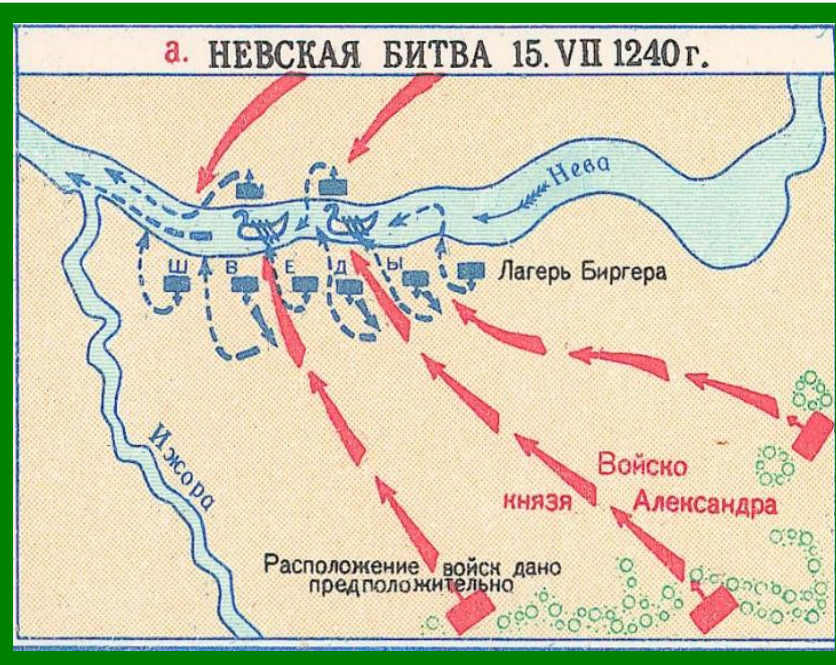 а. НЕВСКАЯ БИТВА 15. VII 1240 г.
Нева
Ш В Е Д Ы
Лагерь Биргера
Ижора
Войско
князя Александра
Расположение войск дано
предположительно